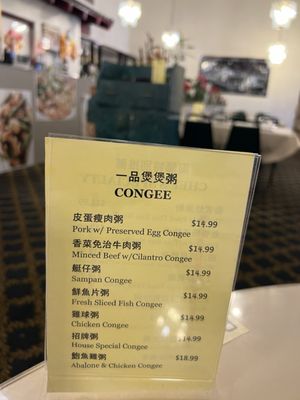 一品煲煲粥
CONGEE
皮蛋瘦肉粥 $14.99
Pork w/ Preserved Egg Congee
香菜免治牛肉粥 $14.99
Minced Beef w/Cilantro Congee
艇仔粥 $14.99
Sampan Congee
鮮魚片粥 $14.99
Fresh Sliced Fish Congee
雞球粥 $14.99
Chicken Congee
招牌粥 $14.99
House Special Congee
鮑魚雞粥 $18.99
Abalone & Chicken Congee